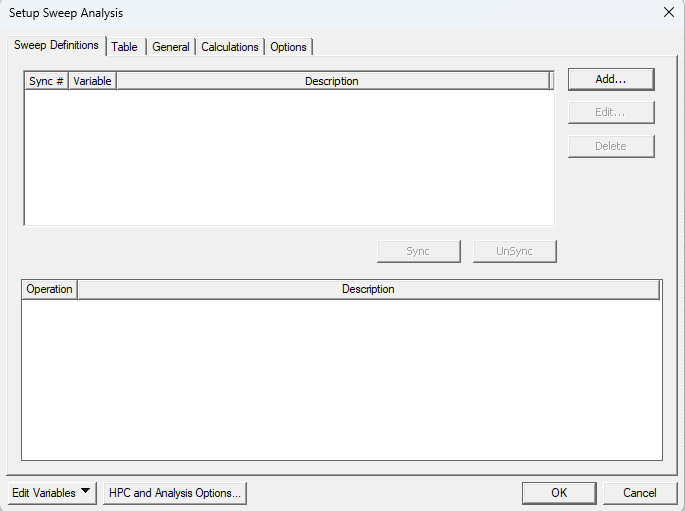 Setup Sweep Analysis
Sweep Definitions Table General Calculations Options
Sync # Variable Description
Add...
Edit...
Delete
Sync UnSync
Operation Description
Edit Variables HPC and Analysis Options... OK Cancel